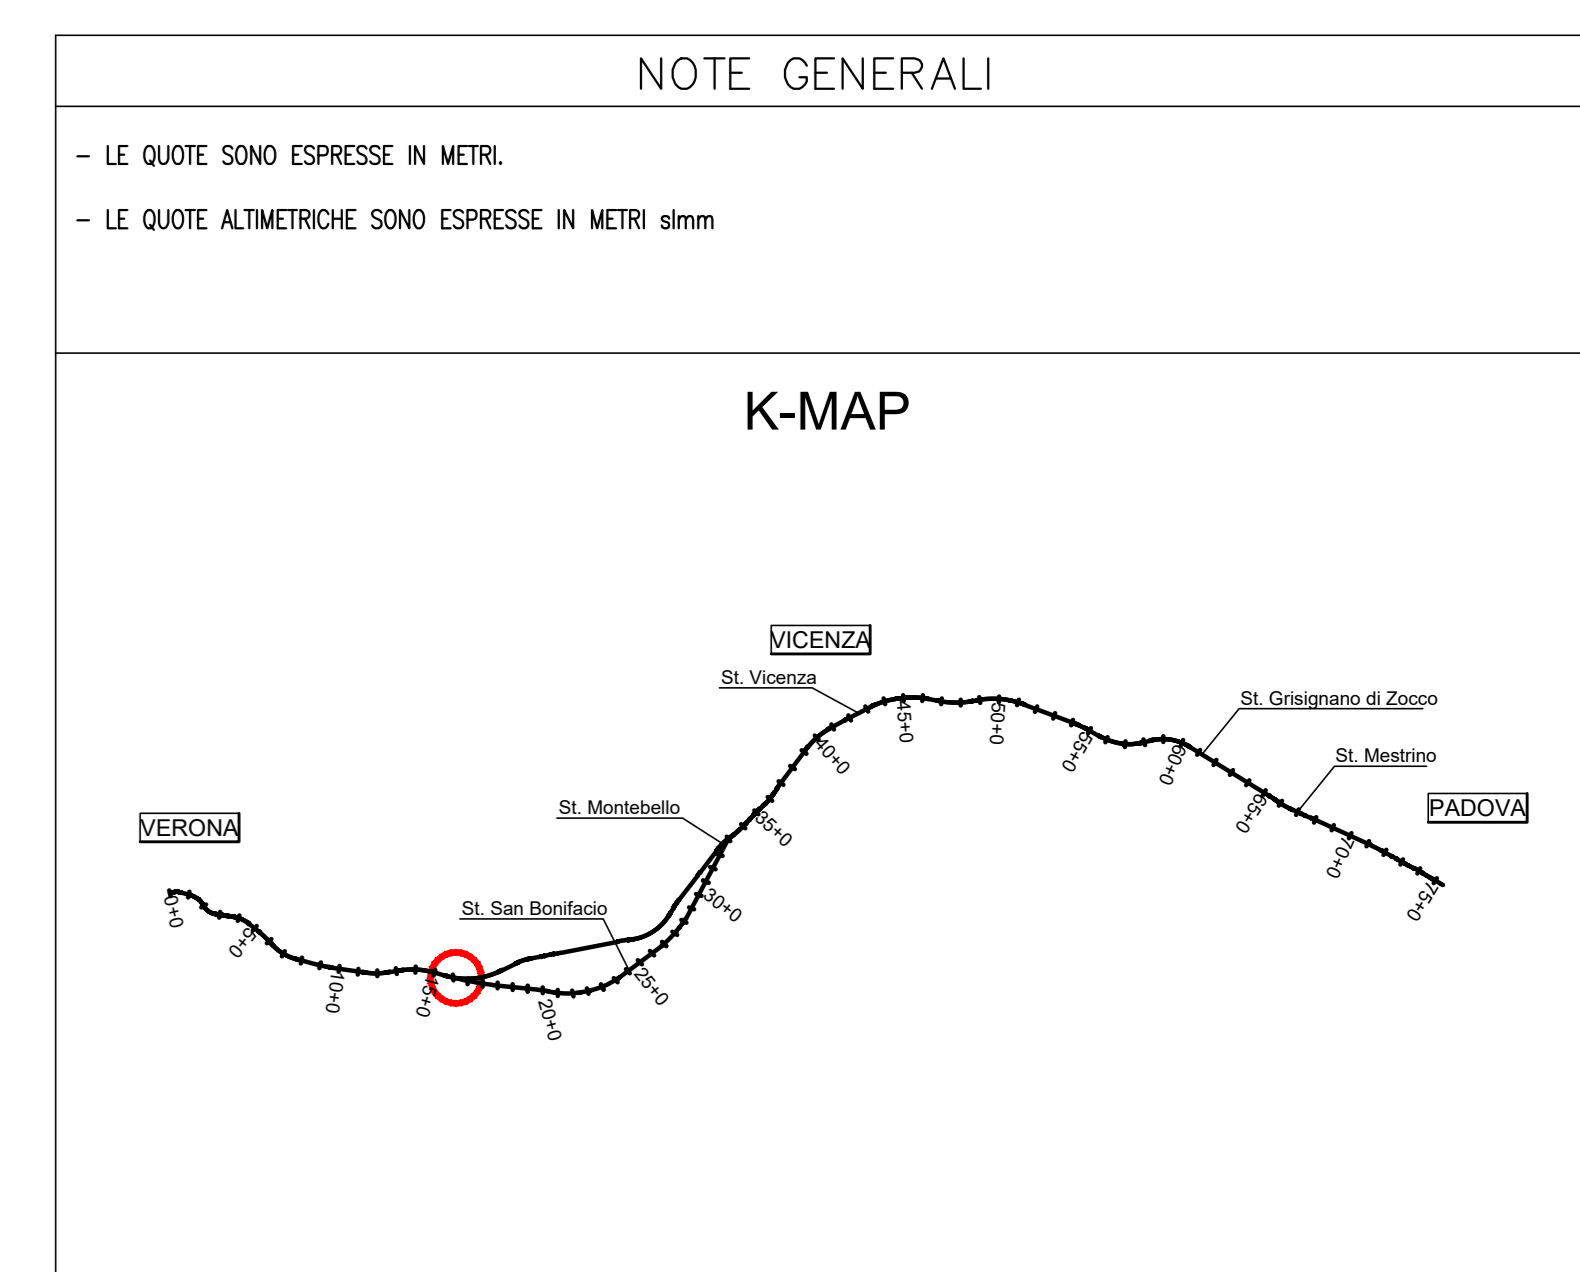 NOTE GENERALI
- LE QUOTE SONO ESPRESSE IN METRI.
- LE QUOTE ALTIMETRICHE SONO ESPRESSE IN METRI slmm
K-MAP
VICENZA
St. Vicenza
St. Grisignano di Zocco
St. Mestrino
PADOVA
St. Montebello
VERONA
St. San Bonifacio
0+0
5+0
10+0
15+0
20+0
25+0
30+0
35+0
40+0
45+0
50+0
55+0
60+0
65+0
70+0
75+0